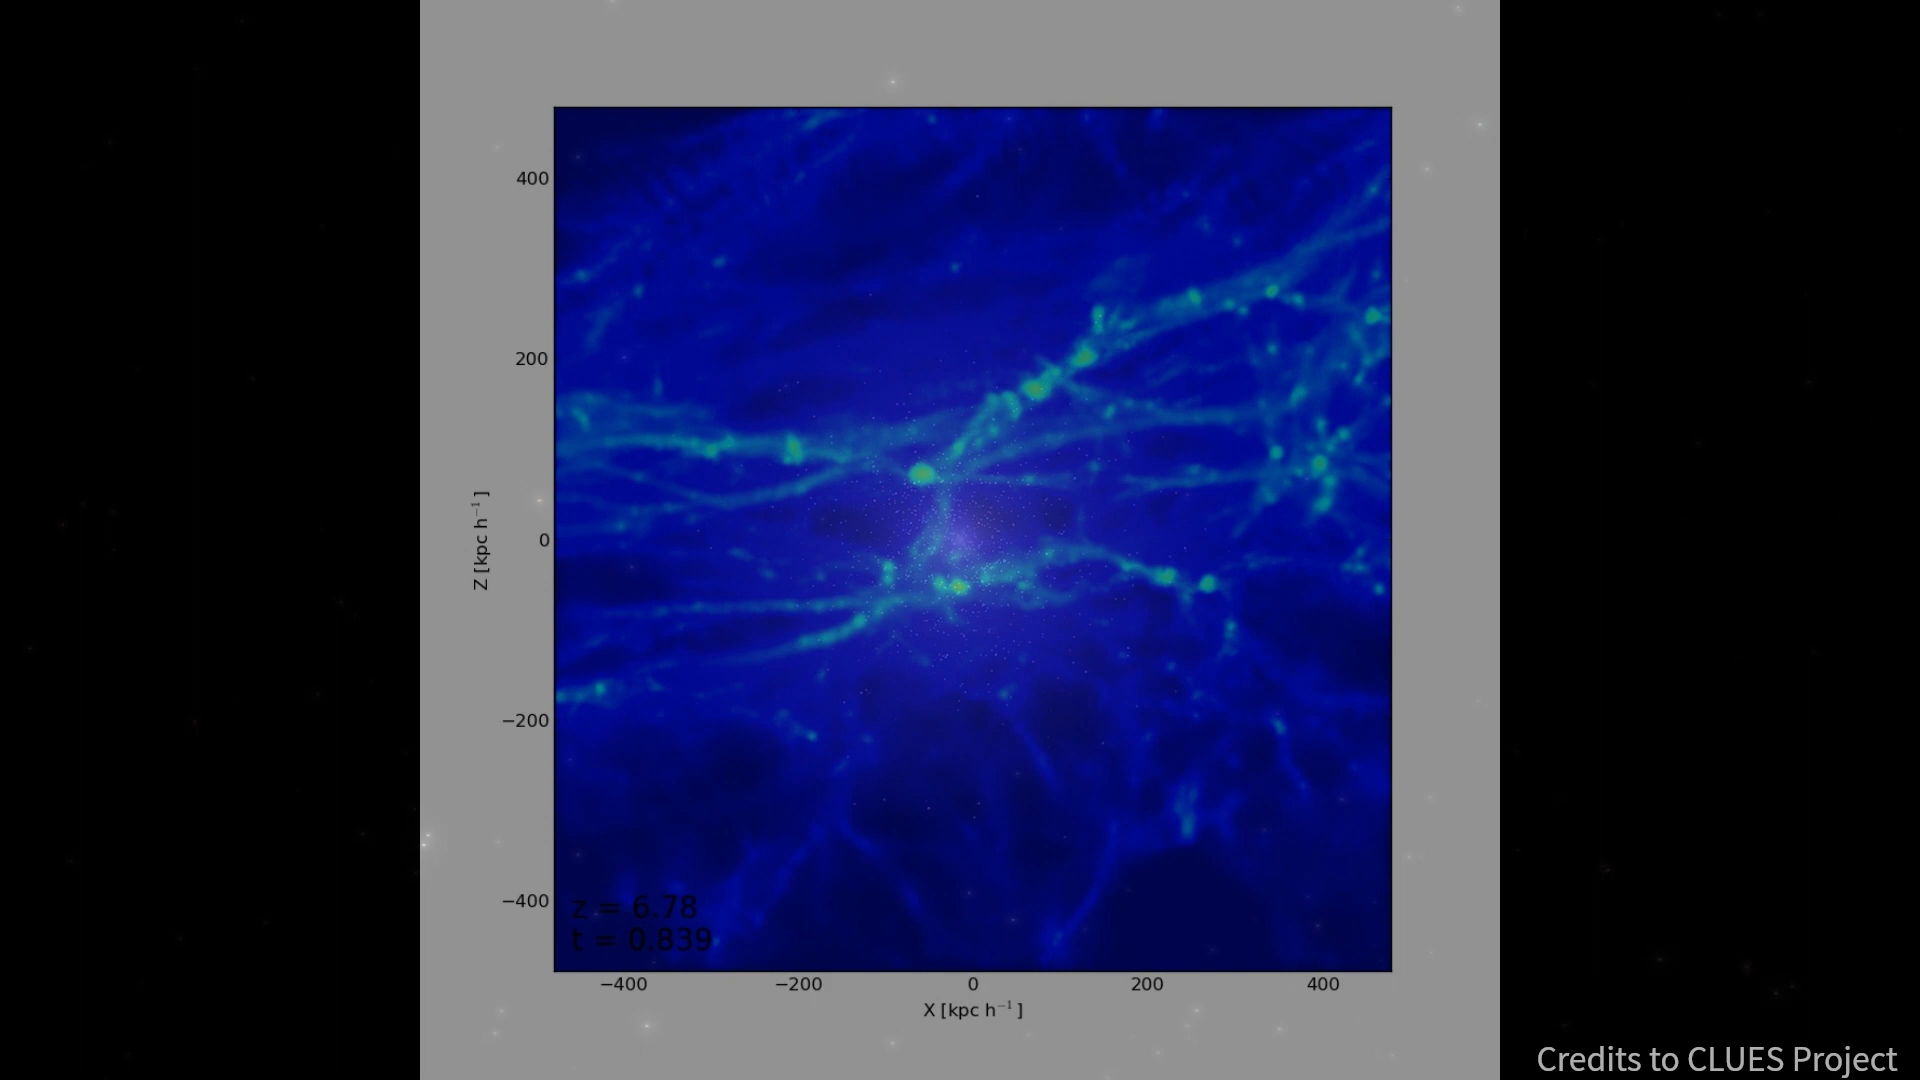 400
200
0
−200
−400
Z [kpc h⁻¹]
z = 6.78
t = 0.839
−400 −200 0 200 400
X [kpc h⁻¹]
Credits to CLUES Project